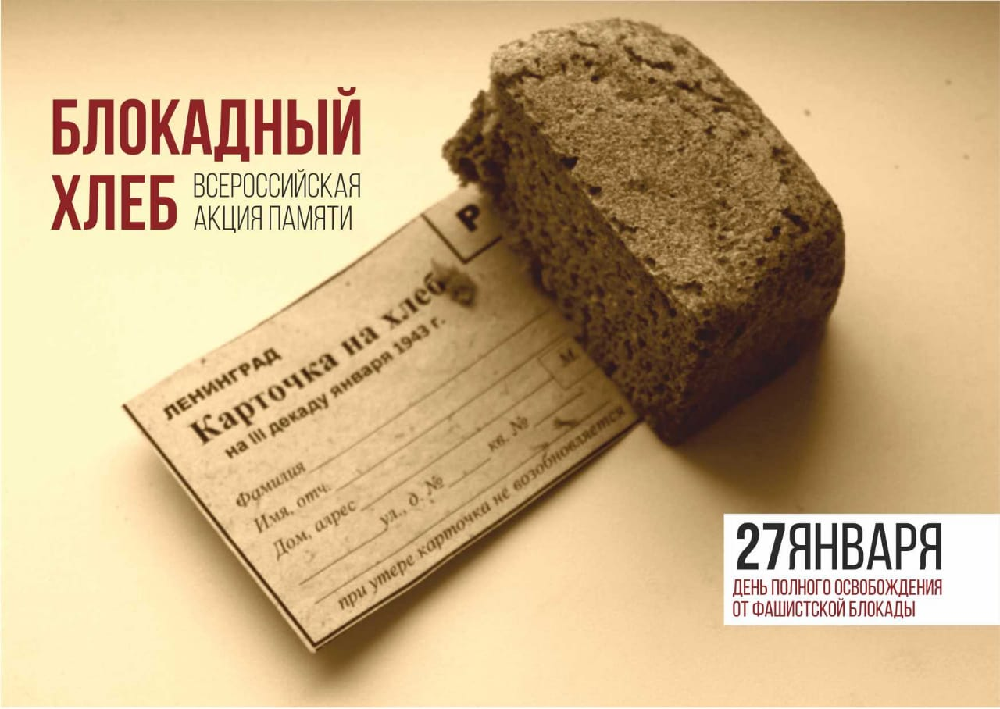 БЛОКАДНЫЙ
ХЛЕБ
ВСЕРОССИЙСКАЯ
АКЦИЯ ПАМЯТИ
Р
ЛЕНИНГРАД
Карточка на хлеб
на III декаду января 1943 г.
М
Фамилия
Имя, отч.
Дом, адрес
ул., д. № кв. №
при утере карточка не возобновляется
27ЯНВАРЯ
ДЕНЬ ПОЛНОГО ОСВОБОЖДЕНИЯ
ОТ ФАШИСТСКОЙ БЛОКАДЫ